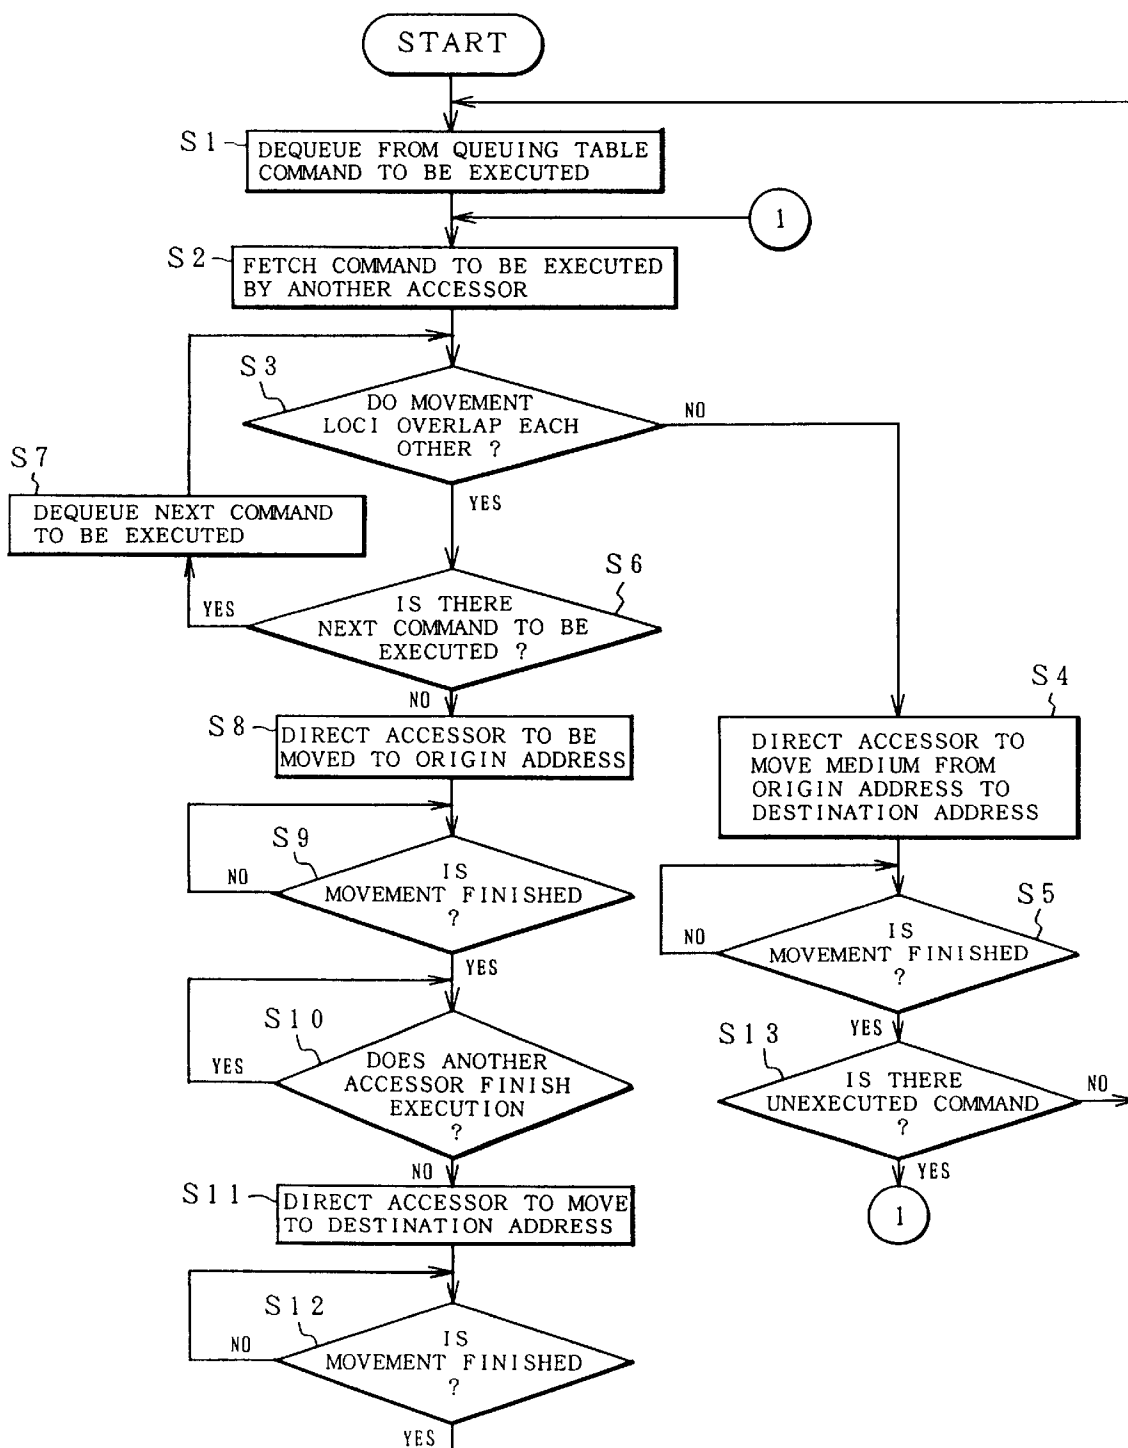 START
S1
DEQUEUE FROM QUEUING TABLE
COMMAND TO BE EXECUTED
1
S2
FETCH COMMAND TO BE EXECUTED
BY ANOTHER ACCESSOR
S3
DO MOVEMENT
LOCI OVERLAP EACH
OTHER ?
NO
YES
S7
DEQUEUE NEXT COMMAND
TO BE EXECUTED
S6
IS THERE
NEXT COMMAND TO BE
EXECUTED ?
YES
NO
S8
DIRECT ACCESSOR TO BE
MOVED TO ORIGIN ADDRESS
S4
DIRECT ACCESSOR TO
MOVE MEDIUM FROM
ORIGIN ADDRESS TO
DESTINATION ADDRESS
S9
IS
MOVEMENT FINISHED
?
NO
YES
S5
IS
MOVEMENT FINISHED
?
NO
YES
S10
DOES ANOTHER
ACCESSOR FINISH
EXECUTION
?
YES
NO
S13
IS THERE
UNEXECUTED COMMAND
?
NO
YES
1
S11
DIRECT ACCESSOR TO MOVE
TO DESTINATION ADDRESS
S12
IS
MOVEMENT FINISHED
?
NO
YES